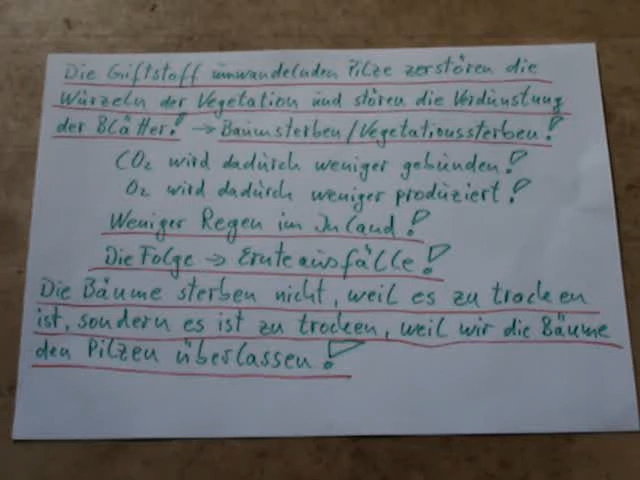 Die Giftstoff umwandelnden Pilze zerstören die
Wurzeln der Vegetation und stören die Verdunstung
der Blätter! → Baumsterben/Vegetationssterben!
CO₂ wird dadurch weniger gebunden!
O₂ wird dadurch weniger produziert!
Weniger Regen im Inland!
Die Folge → Ernteausfälle!
Die Bäume sterben nicht, weil es zu trocken
ist, sondern es ist zu trocken, weil wir die Bäume
den Pilzen überlassen!